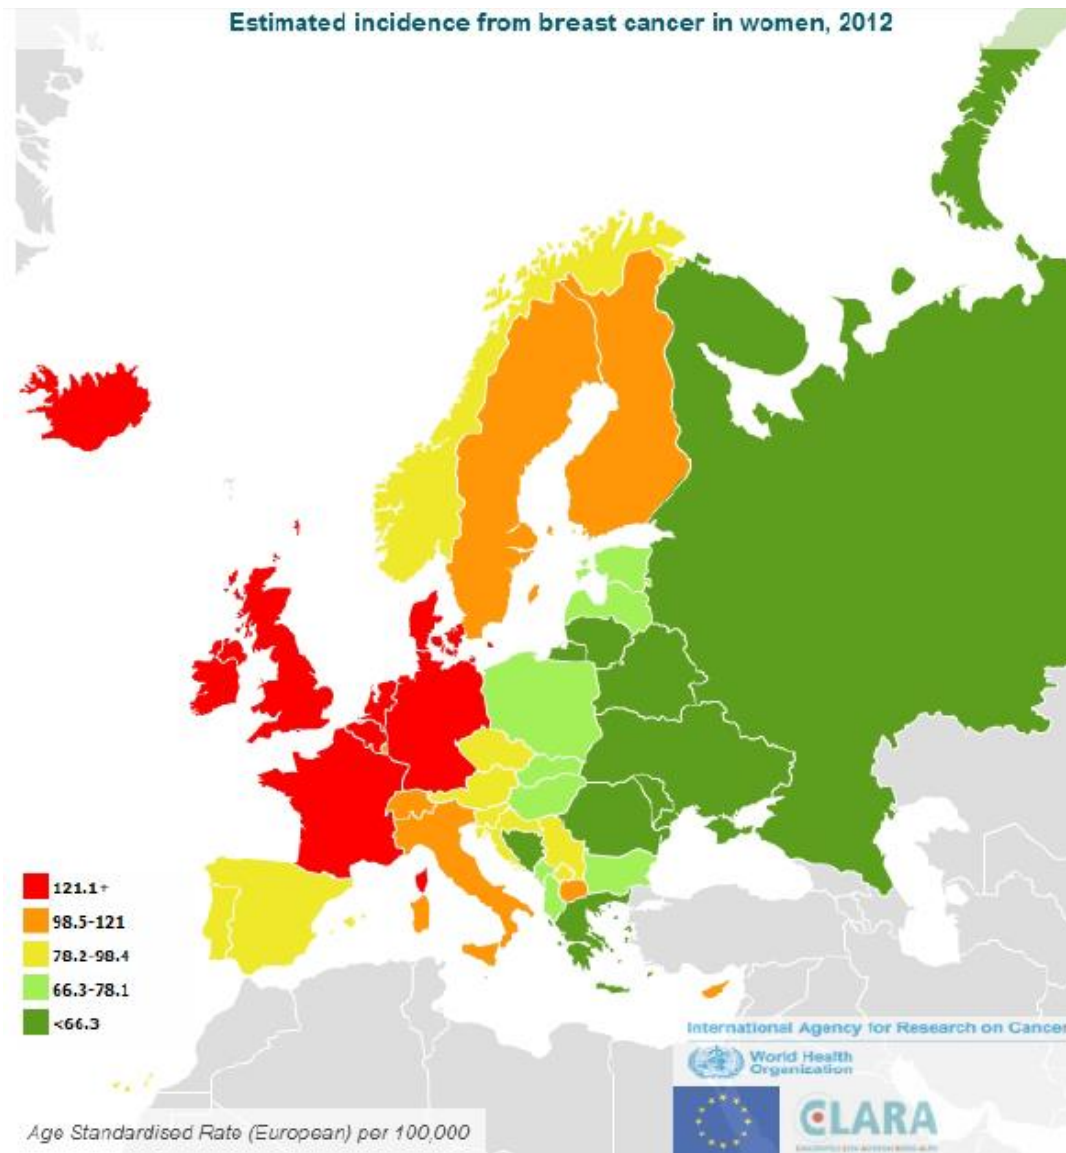 Estimated incidence from breast cancer in women, 2012
121.1+
98.5-121
78.2-98.4
66.3-78.1
<66.3
International Agency for Research on Cancer
World Health
Organization
CLARA
Age Standardised Rate (European) per 100,000